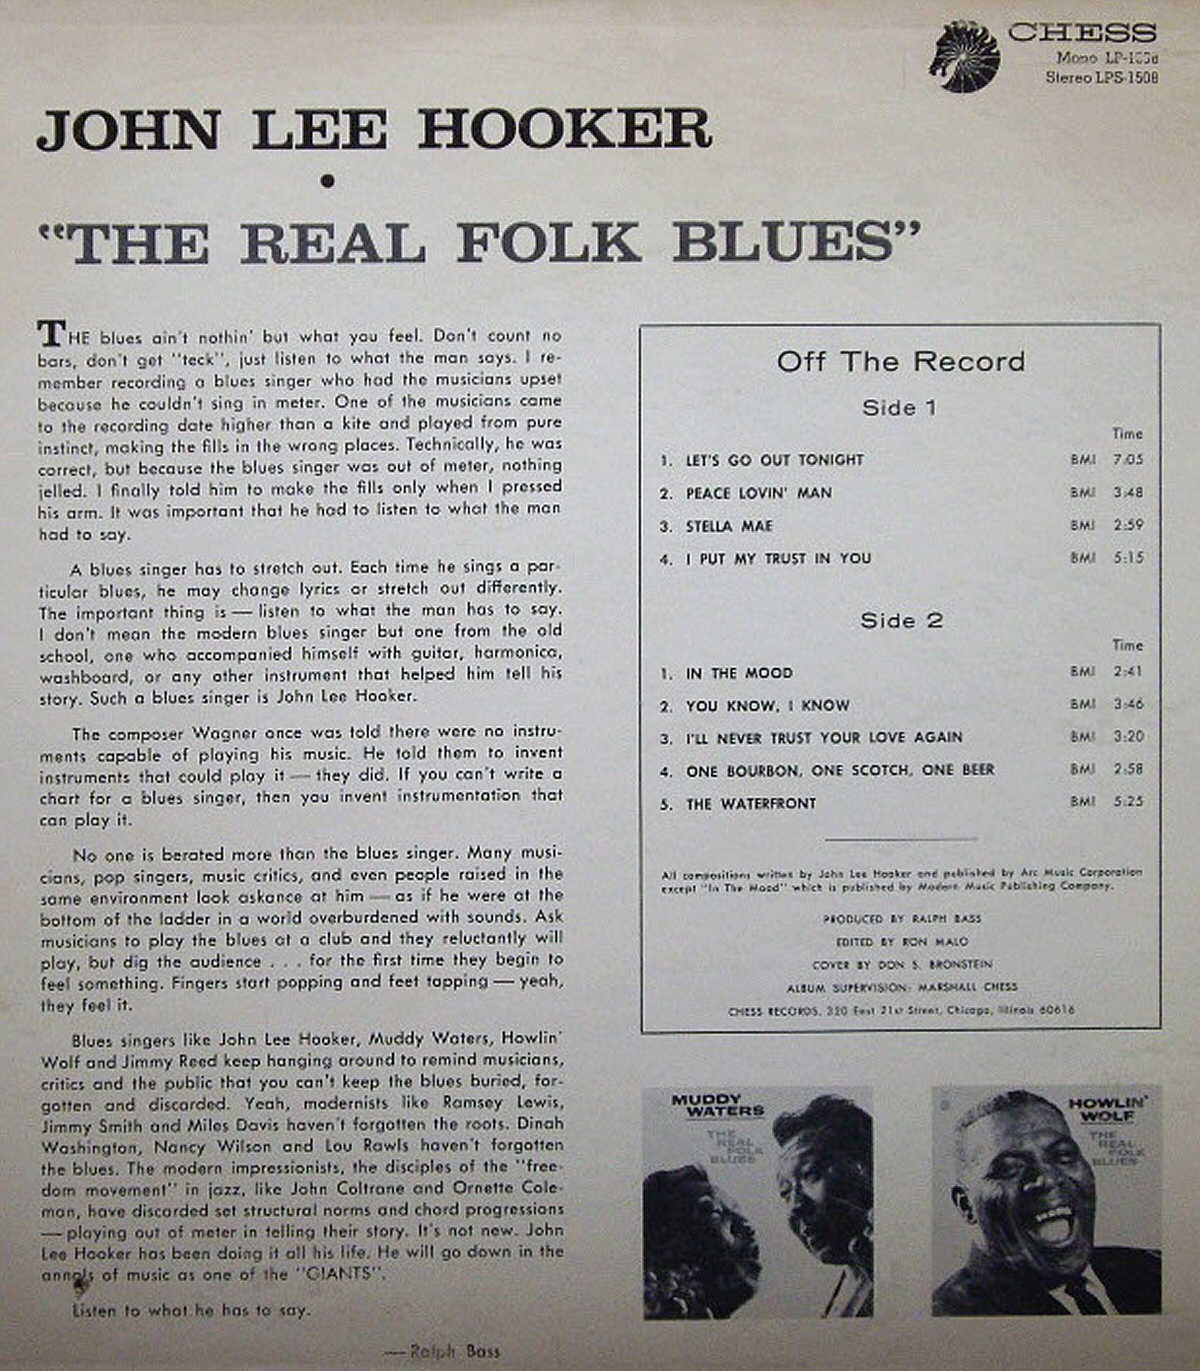 CHESS
Mono LP-1508
Stereo LPS-1508
JOHN LEE HOOKER
•
"THE REAL FOLK BLUES"
THE blues ain't nothin' but what you feel. Don't count no
bars, don't get "teck", just listen to what the man says. I re-
member recording a blues singer who had the musicians upset
because he couldn't sing in meter. One of the musicians came
to the recording date higher than a kite and played from pure
instinct, making the fills in the wrong places. Technically, he was
correct, but because the blues singer was out of meter, nothing
jelled. I finally told him to make the fills only when I pressed
his arm. It was important that he had to listen to what the man
had to say.
A blues singer has to stretch out. Each time he sings a par-
ticular blues, he may change lyrics or stretch out differently.
The important thing is — listen to what the man has to say.
I don't mean the modern blues singer but one from the old
school, one who accompanied himself with guitar, harmonica,
washboard, or any other instrument that helped him tell his
story. Such a blues singer is John Lee Hooker.
The composer Wagner once was told there were no instru-
ments capable of playing his music. He told them to invent
instruments that could play it — they did. If you can't write a
chart for a blues singer, then you invent instrumentation that
can play it.
No one is berated more than the blues singer. Many musi-
cians, pop singers, music critics, and even people raised in the
same environment look askance at him — as if he were at the
bottom of the ladder in a world overburdened with sounds. Ask
musicians to play the blues at a club and they reluctantly will
play, but dig the audience . . . for the first time they begin to
feel something. Fingers start popping and feet tapping — yeah,
they feel it.
Blues singers like John Lee Hooker, Muddy Waters, Howlin'
Wolf and Jimmy Reed keep hanging around to remind musicians,
critics and the public that you can't keep the blues buried, for-
gotten and discarded. Yeah, modernists like Ramsey Lewis,
Jimmy Smith and Miles Davis haven't forgotten the roots. Dinah
Washington, Nancy Wilson and Lou Rawls haven't forgotten
the blues. The modern impressionists, the disciples of the "free-
dom movement" in jazz, like John Coltrane and Ornette Cole-
man, have discarded set structural norms and chord progressions
— playing out of meter in telling their story. It's not new. John
Lee Hooker has been doing it all his life. He will go down in the
annals of music as one of the "GIANTS".
Listen to what he has to say.
— Ralph Bass
Off The Record
Side 1
Time
1. LET'S GO OUT TONIGHT BMI 7:05
2. PEACE LOVIN' MAN BMI 3:48
3. STELLA MAE BMI 2:59
4. I PUT MY TRUST IN YOU BMI 5:15
Side 2
Time
1. IN THE MOOD BMI 2:41
2. YOU KNOW, I KNOW BMI 3:46
3. I'LL NEVER TRUST YOUR LOVE AGAIN BMI 3:20
4. ONE BOURBON, ONE SCOTCH, ONE BEER BMI 2:58
5. THE WATERFRONT BMI 5:25
All compositions written by John Lee Hooker and published by Arc Music Corporation
except "In The Mood" which is published by Modern Music Publishing Company.
PRODUCED BY RALPH BASS
EDITED BY RON MALO
COVER BY DON S. BRONSTEIN
ALBUM SUPERVISION: MARSHALL CHESS
CHESS RECORDS, 320 East 21st Street, Chicago, Illinois 60616
MUDDY
WATERS
THE
REAL
FOLK
BLUES
HOWLIN'
WOLF
THE
REAL
FOLK
BLUES